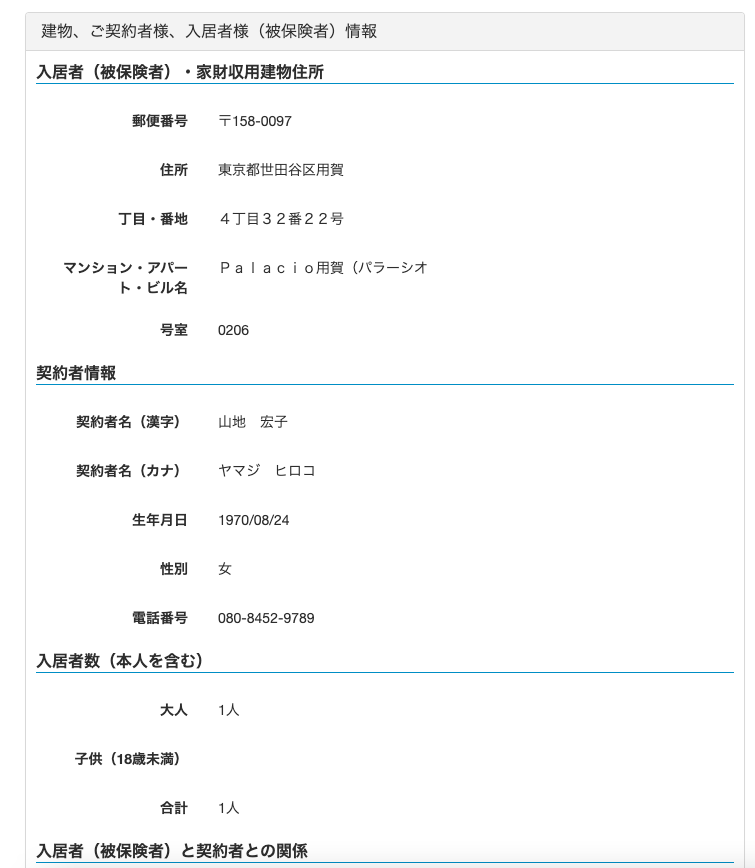 建物、ご契約者様、入居者様（被保険者）情報
入居者（被保険者）・家財収用建物住所
郵便番号 〒158-0097
住所 東京都世田谷区用賀
丁目・番地 ４丁目３２番２２号
マンション・アパー Ｐａｌａｃｉｏ用賀（パラーシオ
ト・ビル名
号室 0206
契約者情報
契約者名（漢字） 山地　宏子
契約者名（カナ） ヤマジ　ヒロコ
生年月日 1970/08/24
性別 女
電話番号 080-8452-9789
入居者数（本人を含む）
大人 1人
子供（18歳未満）
合計 1人
入居者（被保険者）と契約者との関係